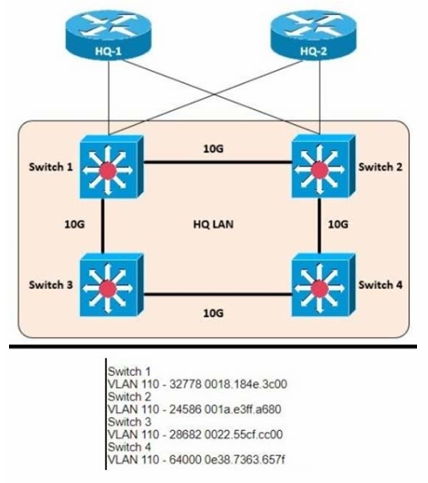 HQ-1
HQ-2
10G
Switch 1
Switch 2
10G
HQ LAN
10G
Switch 3
Switch 4
10G
Switch 1
VLAN 110 - 32778 0018.184e.3c00
Switch 2
VLAN 110 - 24586 001a.e3ff.a680
Switch 3
VLAN 110 - 28682 0022.55cf.cc00
Switch 4
VLAN 110 - 64000 0e38.7363.657f